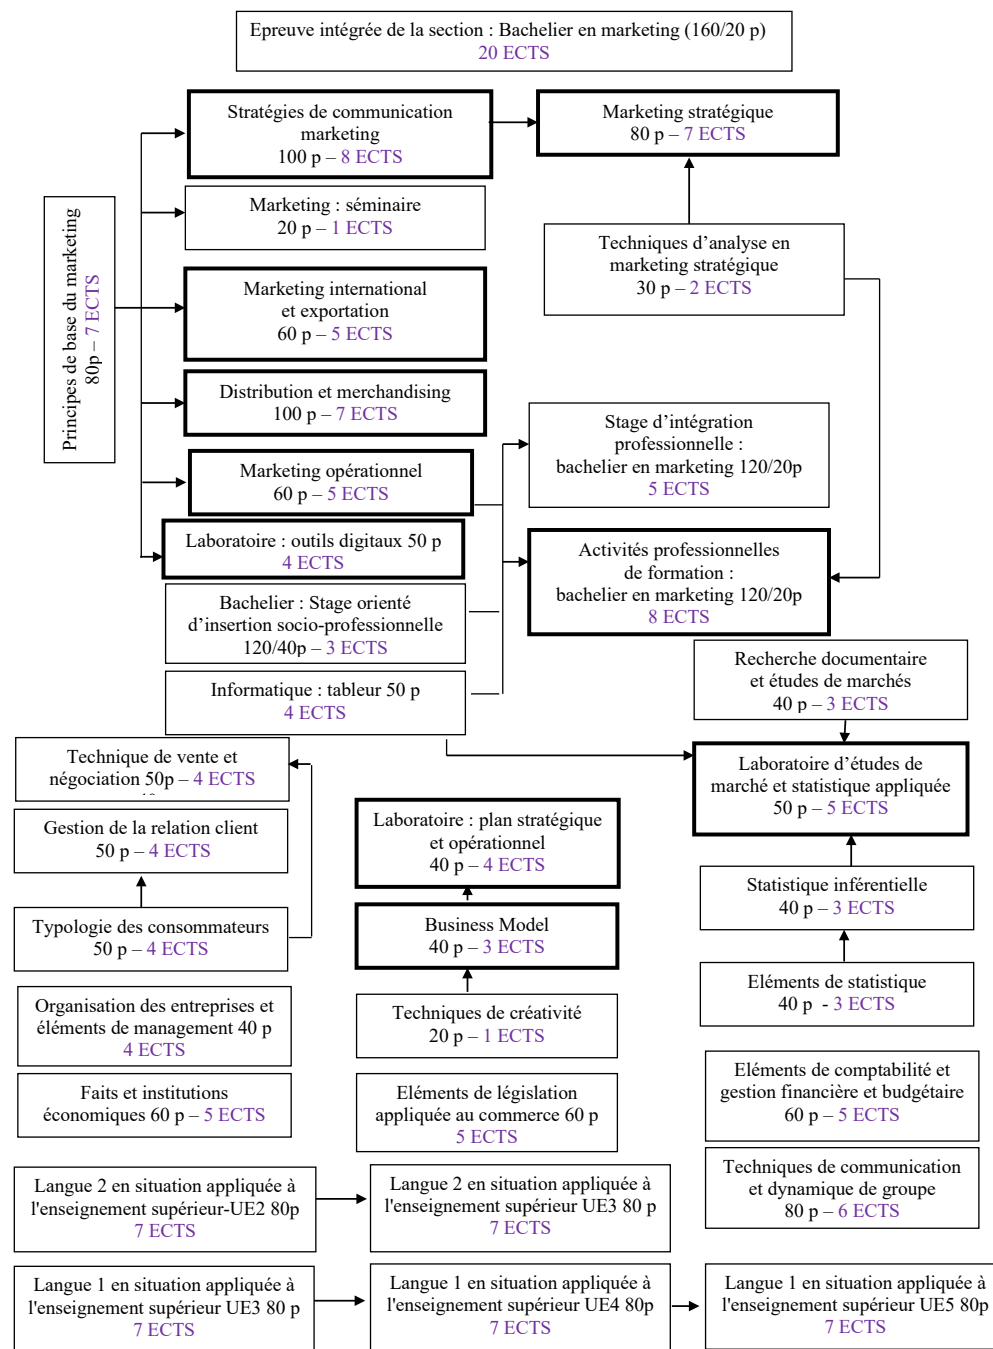 Epreuve intégrée de la section : Bachelier en marketing (160/20 p)
20 ECTS
Stratégies de communication
marketing
100 p – 8 ECTS
Marketing stratégique
80 p – 7 ECTS
Principes de base du marketing
80p – 7 ECTS
Marketing : séminaire
20 p – 1 ECTS
Techniques d'analyse en
marketing stratégique
30 p – 2 ECTS
Marketing international
et exportation
60 p – 5 ECTS
Distribution et merchandising
100 p – 7 ECTS
Stage d'intégration
professionnelle :
bachelier en marketing 120/20p
5 ECTS
Marketing opérationnel
60 p – 5 ECTS
Laboratoire : outils digitaux 50 p
4 ECTS
Activités professionnelles
de formation :
bachelier en marketing 120/20p
8 ECTS
Bachelier : Stage orienté
d'insertion socio-professionnelle
120/40p – 3 ECTS
Informatique : tableur 50 p
4 ECTS
Recherche documentaire
et études de marchés
40 p – 3 ECTS
Technique de vente et
négociation 50p – 4 ECTS
Laboratoire d'études de
marché et statistique appliquée
50 p – 5 ECTS
Gestion de la relation client
50 p – 4 ECTS
Laboratoire : plan stratégique
et opérationnel
40 p – 4 ECTS
Statistique inférentielle
40 p – 3 ECTS
Typologie des consommateurs
50 p – 4 ECTS
Business Model
40 p – 3 ECTS
Eléments de statistique
40 p - 3 ECTS
Organisation des entreprises et
éléments de management 40 p
4 ECTS
Techniques de créativité
20 p – 1 ECTS
Faits et institutions
économiques 60 p – 5 ECTS
Eléments de législation
appliquée au commerce 60 p
5 ECTS
Eléments de comptabilité et
gestion financière et budgétaire
60 p – 5 ECTS
Techniques de communication
et dynamique de groupe
80 p – 6 ECTS
Langue 2 en situation appliquée à
l'enseignement supérieur-UE2 80p
7 ECTS
Langue 2 en situation appliquée à
l'enseignement supérieur UE3 80 p
7 ECTS
Langue 1 en situation appliquée à
l'enseignement supérieur UE3 80 p
7 ECTS
Langue 1 en situation appliquée à
l'enseignement supérieur UE4 80p
7 ECTS
Langue 1 en situation appliquée à
l'enseignement supérieur UE5 80p
7 ECTS